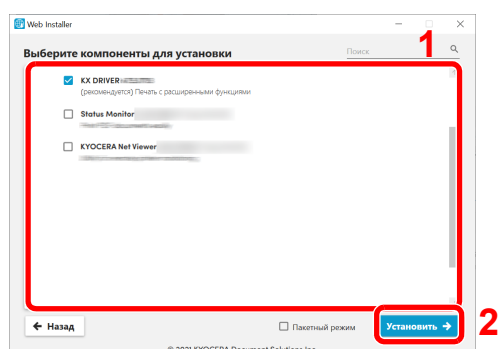 Web Installer
1
Выберите компоненты для установки
Поиск
KX DRIVER
(рекомендуется) Печать с расширенными функциями
Status Monitor
KYOCERA Net Viewer
Назад
Пакетный режим
Установить
2
© 2021 KYOCERA Document Solutions Inc.